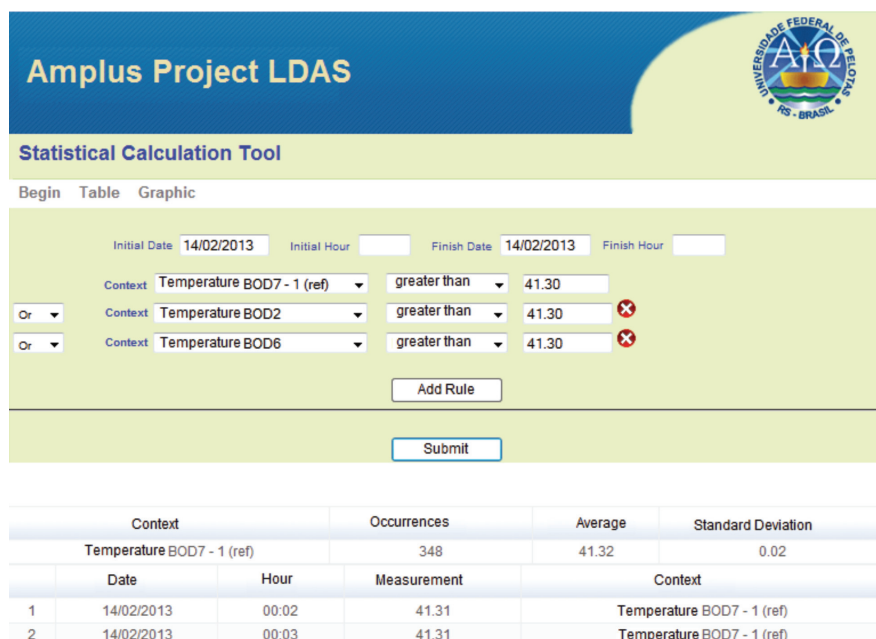 Amplus Project LDAS
UNIVERSIDADE FEDERAL DE PELOTAS
RS - BRASIL
Statistical Calculation Tool
Begin Table Graphic
Initial Date 14/02/2013 Initial Hour Finish Date 14/02/2013 Finish Hour
Context Temperature BOD7 - 1 (ref) greater than 41.30
Or Context Temperature BOD2 greater than 41.30
Or Context Temperature BOD6 greater than 41.30
Add Rule
Submit
Context Occurrences Average Standard Deviation
Temperature BOD7 - 1 (ref) 348 41.32 0.02
Date Hour Measurement Context
1 14/02/2013 00:02 41.31 Temperature BOD7 - 1 (ref)
2 14/02/2013 00:03 41.31 Temperature BOD7 - 1 (ref)